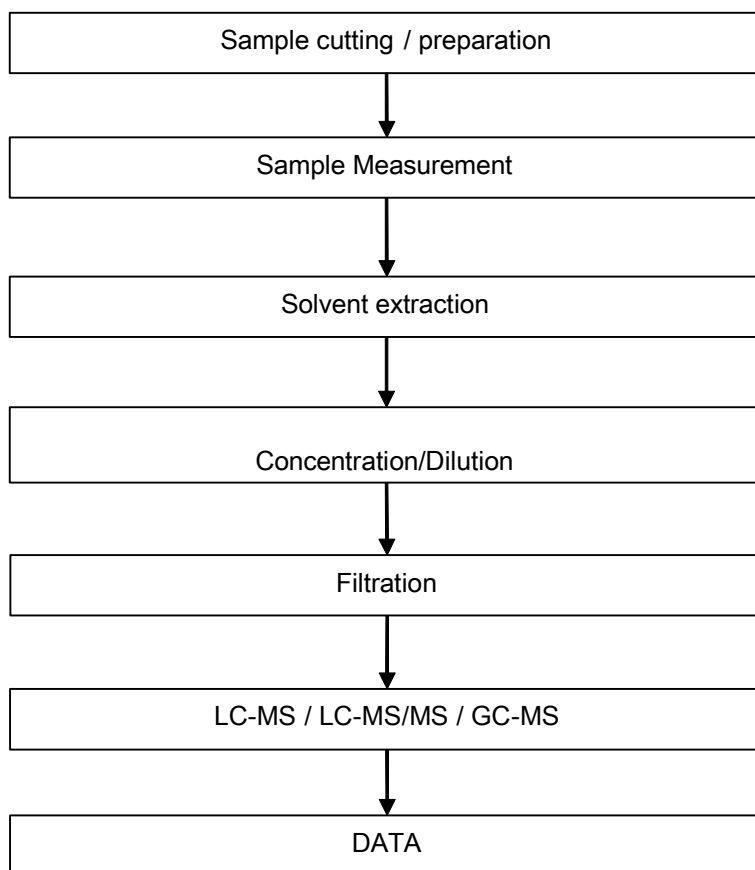 Sample cutting / preparation
Sample Measurement
Solvent extraction
Concentration/Dilution
Filtration
LC-MS / LC-MS/MS / GC-MS
DATA